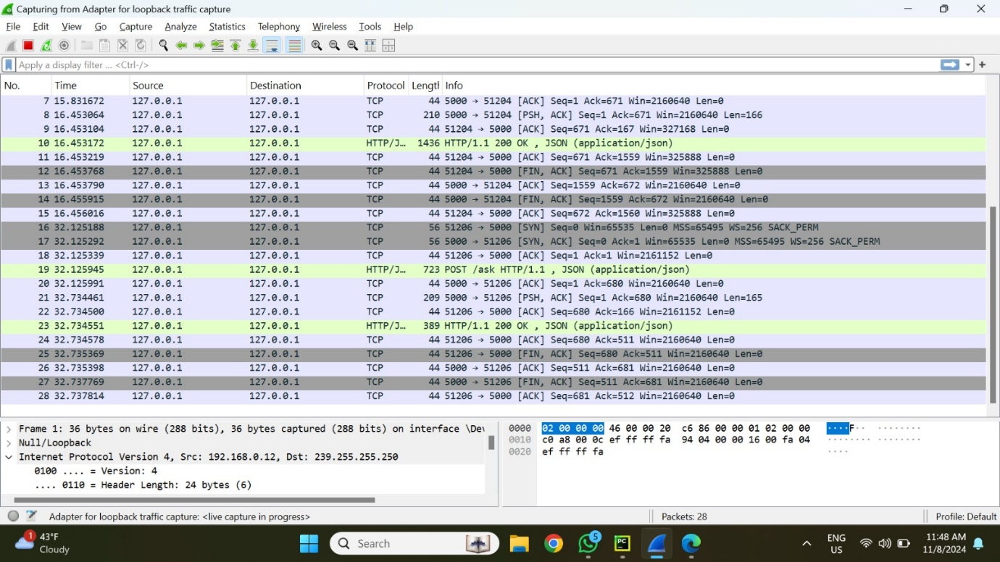 Capturing from Adapter for loopback traffic capture
File Edit View Go Capture Analyze Statistics Telephony Wireless Tools Help
Apply a display filter ... <Ctrl-/>
No. Time Source Destination Protocol Length Info
7 15.831672 127.0.0.1 127.0.0.1 TCP 44 5000 → 51204 [ACK] Seq=1 Ack=671 Win=2160640 Len=0
8 16.453064 127.0.0.1 127.0.0.1 TCP 210 5000 → 51204 [PSH, ACK] Seq=1 Ack=671 Win=2160640 Len=166
9 16.453104 127.0.0.1 127.0.0.1 TCP 44 51204 → 5000 [ACK] Seq=671 Ack=167 Win=327168 Len=0
10 16.453172 127.0.0.1 127.0.0.1 HTTP/J… 1436 HTTP/1.1 200 OK , JSON (application/json)
11 16.453219 127.0.0.1 127.0.0.1 TCP 44 51204 → 5000 [ACK] Seq=671 Ack=1559 Win=325888 Len=0
12 16.453768 127.0.0.1 127.0.0.1 TCP 44 51204 → 5000 [FIN, ACK] Seq=671 Ack=1559 Win=325888 Len=0
13 16.453790 127.0.0.1 127.0.0.1 TCP 44 5000 → 51204 [ACK] Seq=1559 Ack=672 Win=2160640 Len=0
14 16.455915 127.0.0.1 127.0.0.1 TCP 44 5000 → 51204 [FIN, ACK] Seq=1559 Ack=672 Win=2160640 Len=0
15 16.456016 127.0.0.1 127.0.0.1 TCP 44 51204 → 5000 [ACK] Seq=672 Ack=1560 Win=325888 Len=0
16 32.125188 127.0.0.1 127.0.0.1 TCP 56 51206 → 5000 [SYN] Seq=0 Win=65535 Len=0 MSS=65495 WS=256 SACK_PERM
17 32.125292 127.0.0.1 127.0.0.1 TCP 56 5000 → 51206 [SYN, ACK] Seq=0 Ack=1 Win=65535 Len=0 MSS=65495 WS=256 SACK_PERM
18 32.125339 127.0.0.1 127.0.0.1 TCP 44 51206 → 5000 [ACK] Seq=1 Ack=1 Win=2161152 Len=0
19 32.125945 127.0.0.1 127.0.0.1 HTTP/J… 723 POST /ask HTTP/1.1 , JSON (application/json)
20 32.125991 127.0.0.1 127.0.0.1 TCP 44 5000 → 51206 [ACK] Seq=1 Ack=680 Win=2160640 Len=0
21 32.734461 127.0.0.1 127.0.0.1 TCP 209 5000 → 51206 [PSH, ACK] Seq=1 Ack=680 Win=2160640 Len=165
22 32.734500 127.0.0.1 127.0.0.1 TCP 44 51206 → 5000 [ACK] Seq=680 Ack=166 Win=2161152 Len=0
23 32.734551 127.0.0.1 127.0.0.1 HTTP/J… 389 HTTP/1.1 200 OK , JSON (application/json)
24 32.734578 127.0.0.1 127.0.0.1 TCP 44 51206 → 5000 [ACK] Seq=680 Ack=511 Win=2160640 Len=0
25 32.735369 127.0.0.1 127.0.0.1 TCP 44 51206 → 5000 [FIN, ACK] Seq=680 Ack=511 Win=2160640 Len=0
26 32.735398 127.0.0.1 127.0.0.1 TCP 44 5000 → 51206 [ACK] Seq=511 Ack=681 Win=2160640 Len=0
27 32.737769 127.0.0.1 127.0.0.1 TCP 44 5000 → 51206 [FIN, ACK] Seq=511 Ack=681 Win=2160640 Len=0
28 32.737814 127.0.0.1 127.0.0.1 TCP 44 51206 → 5000 [ACK] Seq=681 Ack=512 Win=2160640 Len=0
Frame 1: 36 bytes on wire (288 bits), 36 bytes captured (288 bits) on interface \Dev
Null/Loopback
Internet Protocol Version 4, Src: 192.168.0.12, Dst: 239.255.255.250
0100 .... = Version: 4
.... 0110 = Header Length: 24 bytes (6)
0000 02 00 00 00 46 00 00 20 c6 86 00 00 01 02 00 00 ····F·· ········
0010 c0 a8 00 0c ef ff ff fa 94 04 00 00 16 00 fa 04 ········ ········
0020 ef ff ff fa ····
Adapter for loopback traffic capture: <live capture in progress> Packets: 28 Profile: Default
1 43°F
Cloudy
Search
5
PC
ENG
US
11:48 AM
11/8/2024